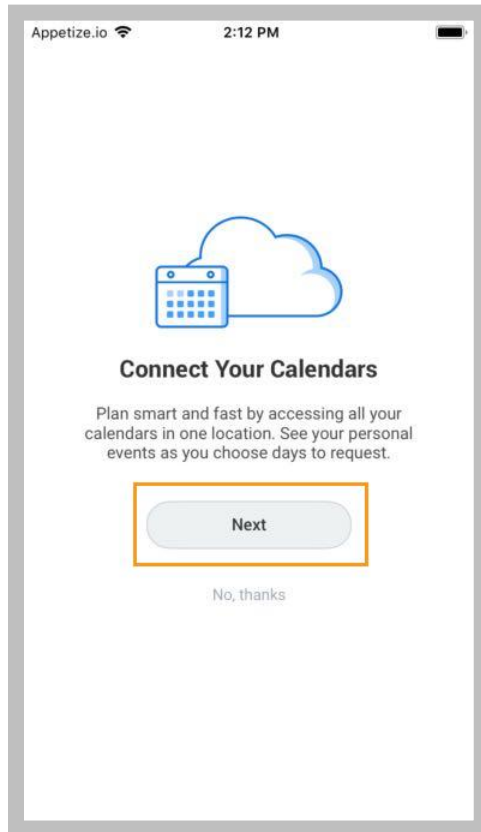 Appetize.io 2:12 PM
Connect Your Calendars
Plan smart and fast by accessing all your
calendars in one location. See your personal
events as you choose days to request.
Next
No, thanks